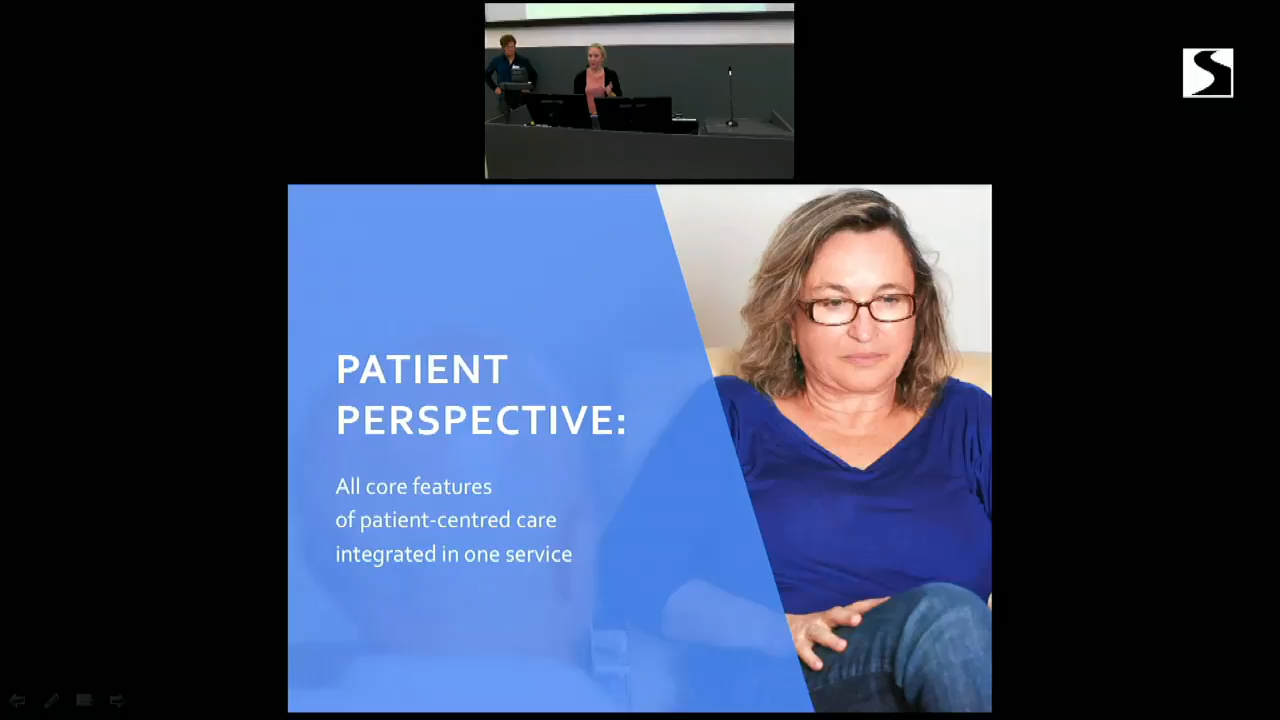 PATIENT
PERSPECTIVE:
All core features
of patient-centred care
integrated in one service